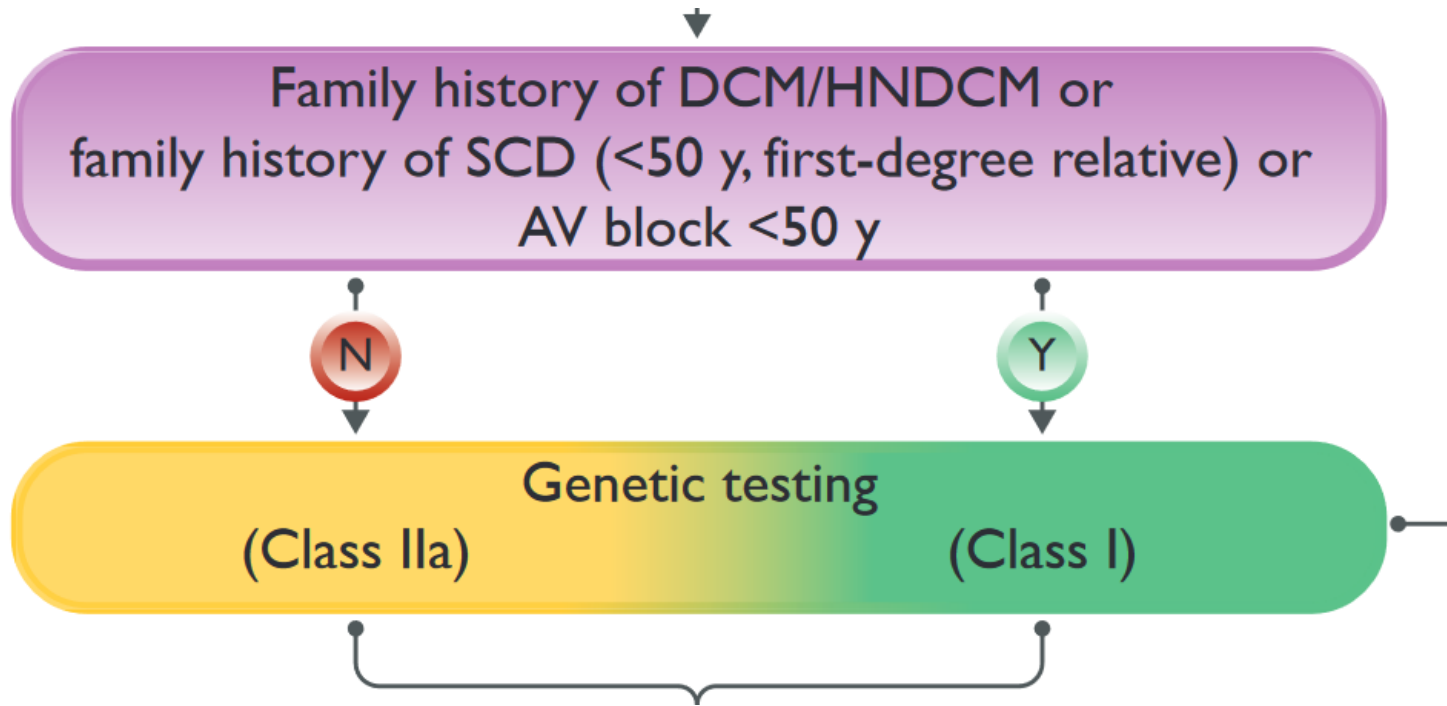 Family history of DCM/HNDCM or
family history of SCD (<50 y, first-degree relative) or
AV block <50 y
N
Y
Genetic testing
(Class IIa)
(Class I)